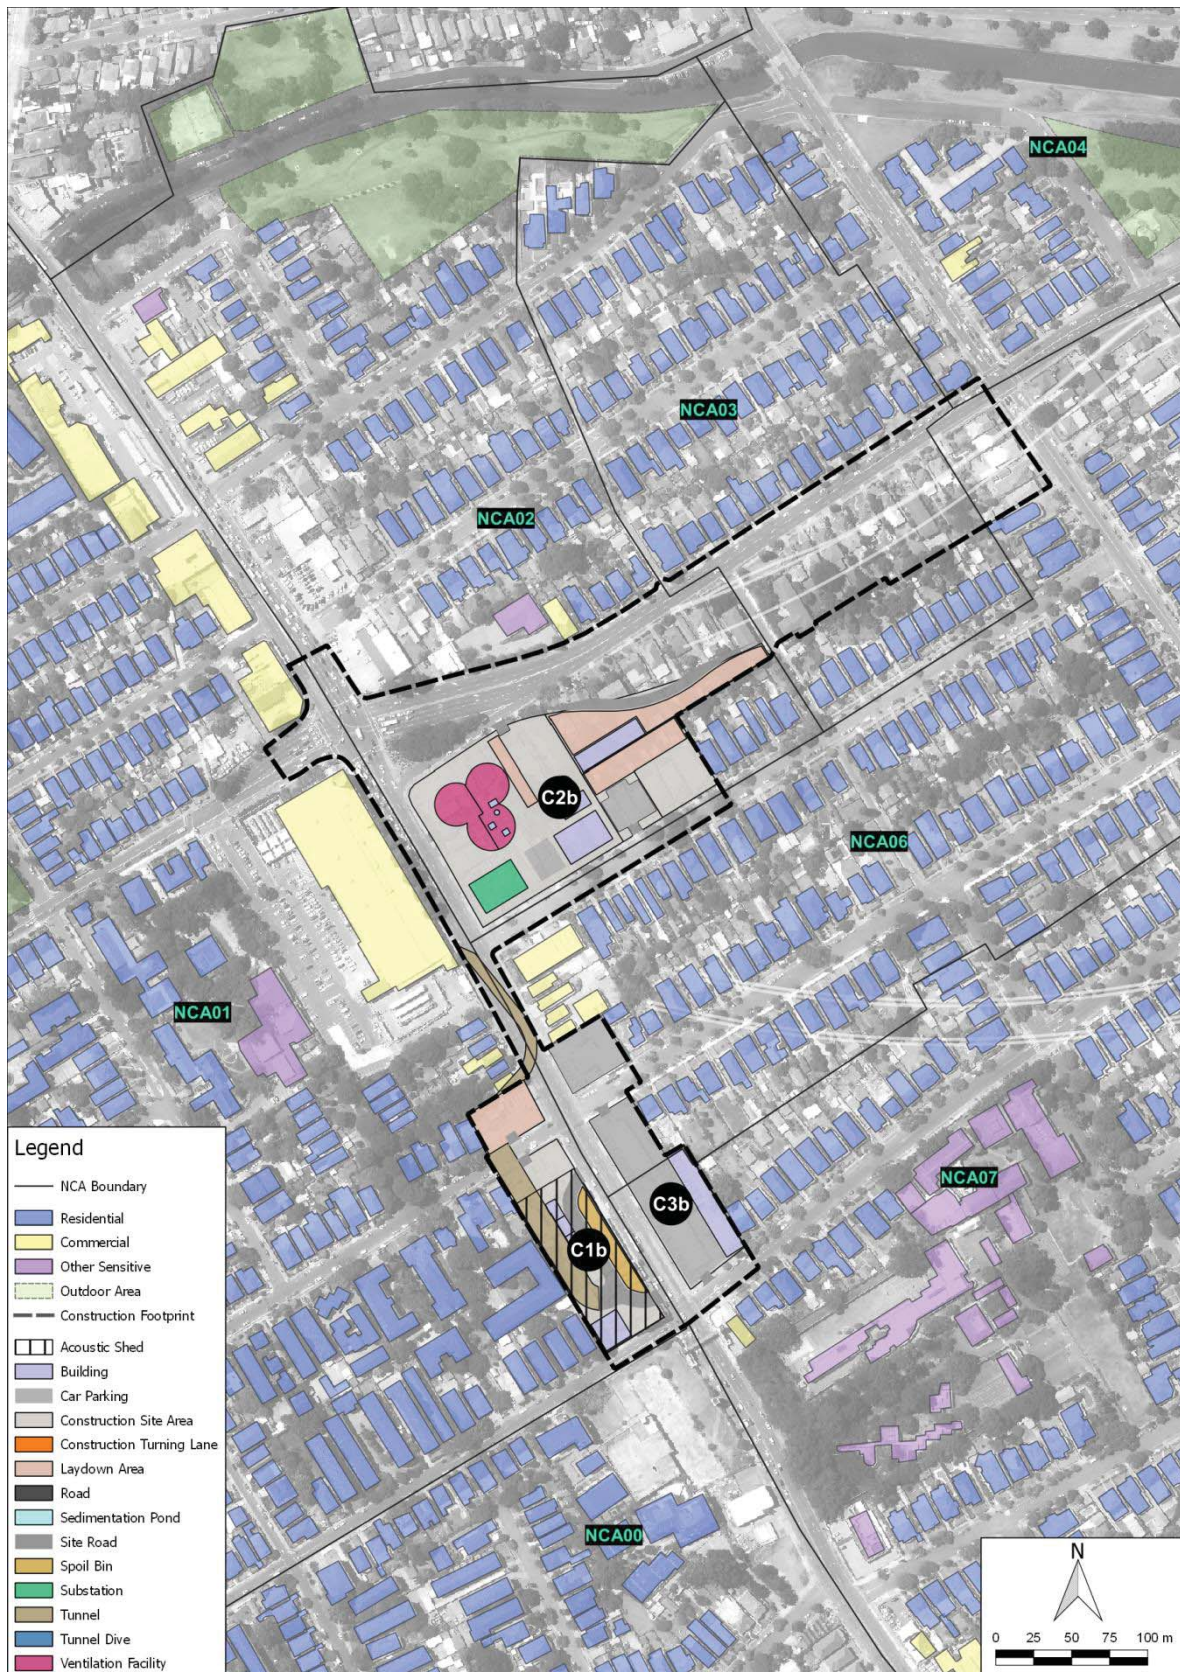 NCA04
NCA03
NCA02
C2b
NCA06
NCA01
NCA07
C3b
C1b
NCA00
Legend
NCA Boundary
Residential
Commercial
Other Sensitive
Outdoor Area
Construction Footprint
Acoustic Shed
Building
Car Parking
Construction Site Area
Construction Turning Lane
Laydown Area
Road
Sedimentation Pond
Site Road
Spoil Bin
Substation
Tunnel
Tunnel Dive
Ventilation Facility
N
0 25 50 75 100 m